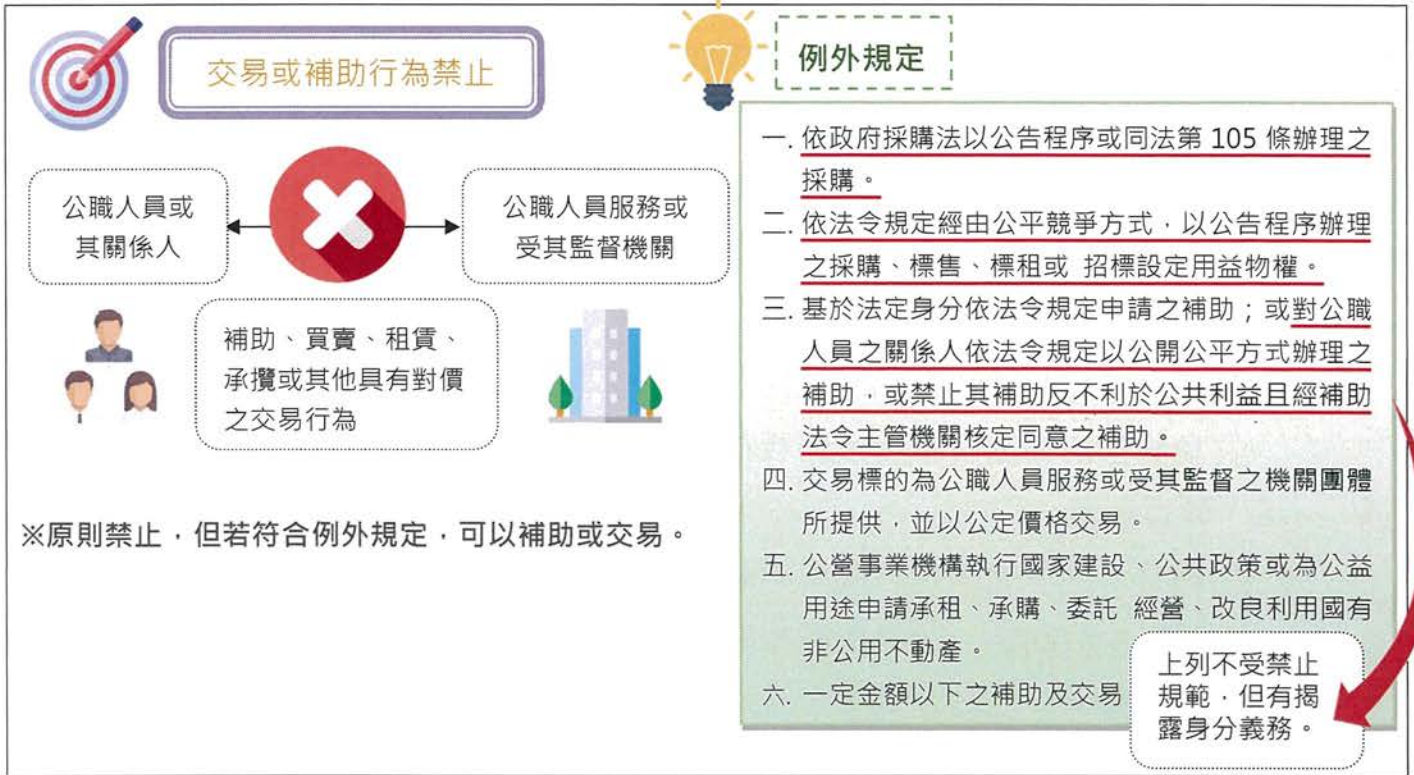 交易或補助行為禁止
公職人員或
其關係人
公職人員服務或
受其監督機關
補助、買賣、租賃、
承攬或其他具有對價
之交易行為
※原則禁止，但若符合例外規定，可以補助或交易。
例外規定
一. 依政府採購法以公告程序或同法第 105 條辦理之
採購。
二. 依法令規定經由公平競爭方式，以公告程序辦理
之採購、標售、標租或 招標設定用益物權。
三. 基於法定身分依法令規定申請之補助；或對公職
人員之關係人依法令規定以公開公平方式辦理之
補助，或禁止其補助反不利於公共利益且經補助
法令主管機關核定同意之補助。
四. 交易標的為公職人員服務或受其監督之機關團體
所提供，並以公定價格交易。
五. 公營事業機構執行國家建設、公共政策或為公益
用途申請承租、承購、委託 經營、改良利用國有
非公用不動產。
六. 一定金額以下之補助及交易
上列不受禁止
規範，但有揭
露身分義務。